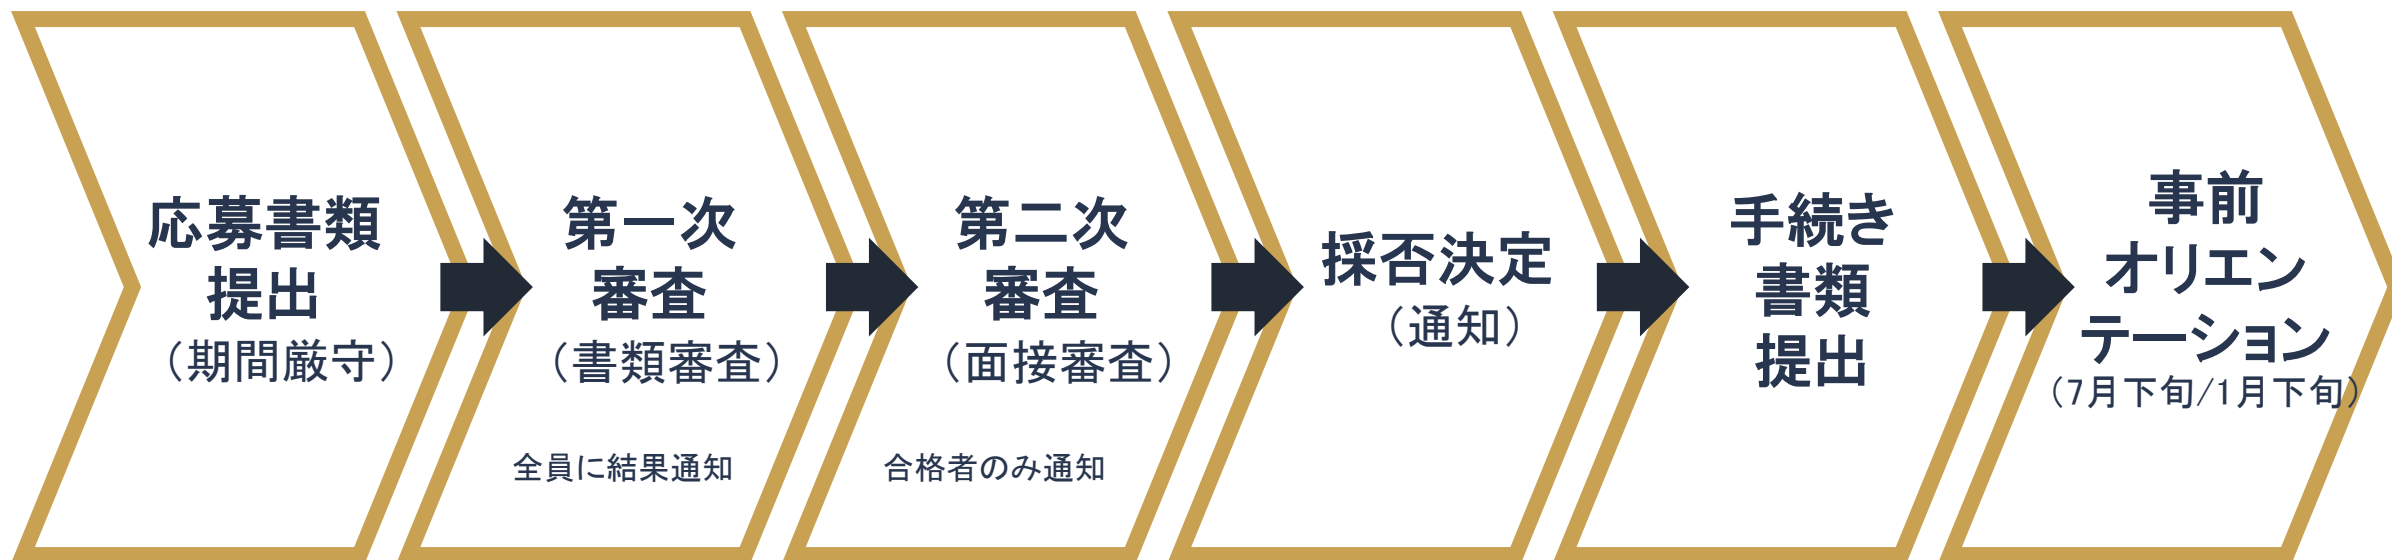 応募書類
提出
（期間厳守）
第一次
審査
（書類審査）
全員に結果通知
第二次
審査
（面接審査）
合格者のみ通知
採否決定
（通知）
手続き
書類
提出
事前
オリエン
テーション
（7月下旬/1月下旬）